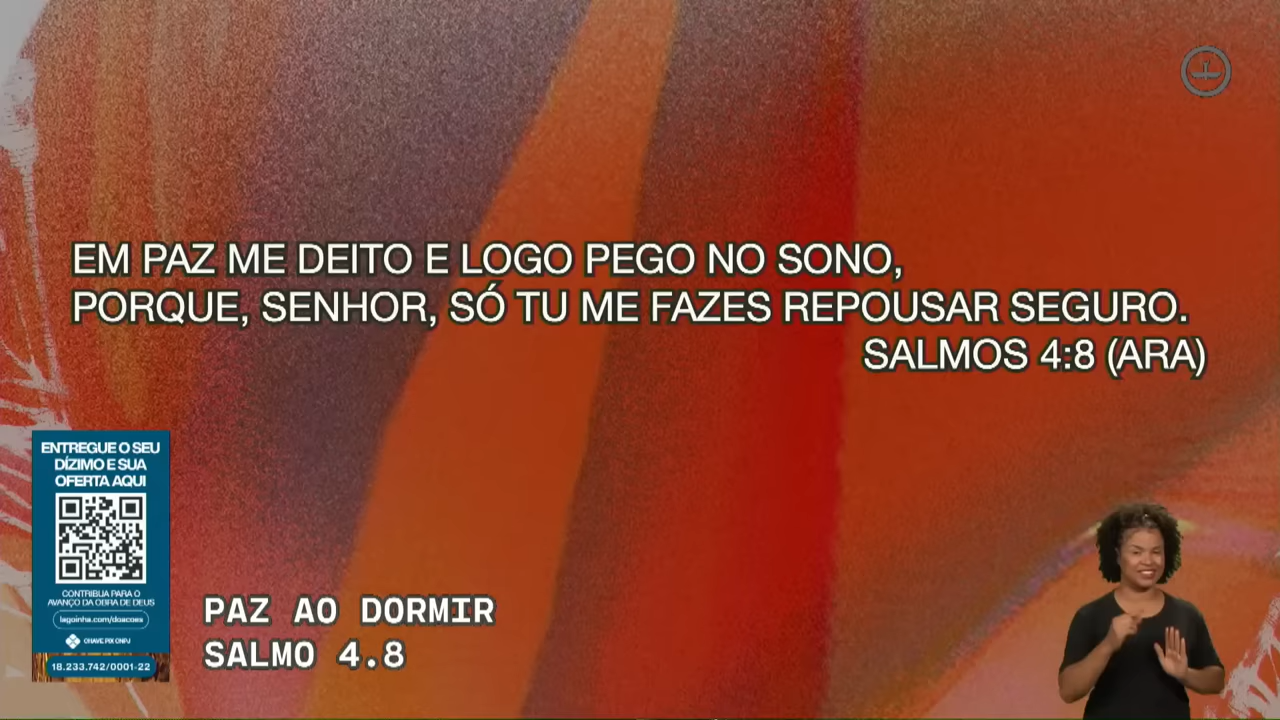 EM PAZ ME DEITO E LOGO PEGO NO SONO,
PORQUE, SENHOR, SÓ TU ME FAZES REPOUSAR SEGURO.
SALMOS 4:8 (ARA)
ENTREGUE O SEU
DÍZIMO E SUA
OFERTA AQUI
CONTRIBUA PARA O
AVANÇO DA OBRA DE DEUS
lagoinha.com/doacoes
CHAVE PIX CNPJ
18.233.742/0001-22
PAZ AO DORMIR
SALMO 4.8